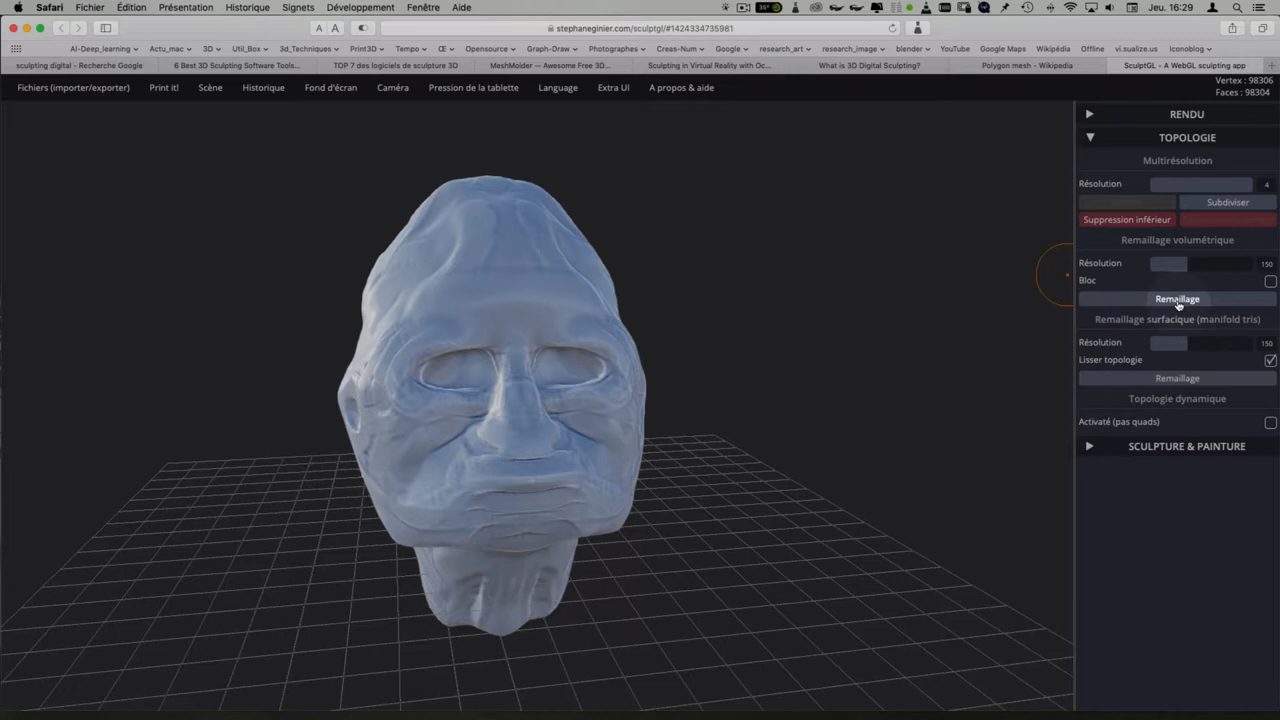 Safari Fichier Édition Présentation Historique Signets Développement Fenêtre Aide Jeu. 16:29
stephaneginier.com/sculptgl/#1424334735981
AI-Deep_learning Actu_mac 3D Util_Box 3d_Techniques Print3D Tempo Œ Opensource Graph-Draw Photographes Creas-Num Google research_art research_image blender YouTube Google Maps Wikipédia Offline vi.sualize.us Iconoblog
sculpting digital - Recherche Google 6 Best 3D Sculpting Software Tools... TOP 7 des logiciels de sculpture 3D MeshMolder -- Awesome Free 3D... Sculpting in Virtual Reality with Oc... What is 3D Digital Sculpting? Polygon mesh - Wikipedia SculptGL - A WebGL sculpting app
Fichiers (importer/exporter) Print it! Scène Historique Fond d'écran Caméra Pression de la tablette Language Extra UI A propos & aide
Vertex : 98306
Faces : 98304
RENDU
TOPOLOGIE
Multirésolution
Résolution 4
Subdiviser
Suppression inférieur
Remaillage volumétrique
Résolution 150
Bloc
Remaillage
Remaillage surfacique (manifold tris)
Résolution 150
Lisser topologie
Remaillage
Topologie dynamique
Activaté (pas quads)
SCULPTURE & PAINTURE